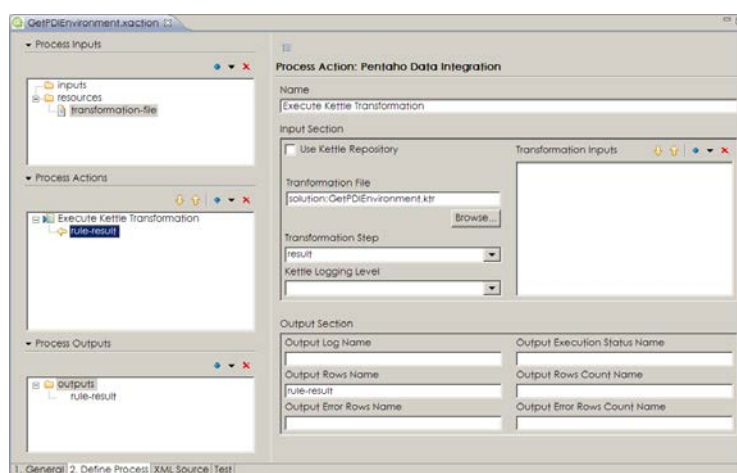 GetPDIEnvironment.xaction
Process Inputs
inputs
resources
transformation-file
Process Actions
Execute Kettle Transformation
rule-result
Process Outputs
outputs
rule-result
Process Action: Pentaho Data Integration
Name
Execute Kettle Transformation
Input Section
Use Kettle Repository
Tranformation File
solution:GetPDIEnvironment.ktr
Browse...
Transformation Step
result
Kettle Logging Level
Transformation Inputs
Output Section
Output Log Name
Output Execution Status Name
Output Rows Name
rule-result
Output Rows Count Name
Output Error Rows Name
Output Error Rows Count Name
1. General 2. Define Process XML Source Test